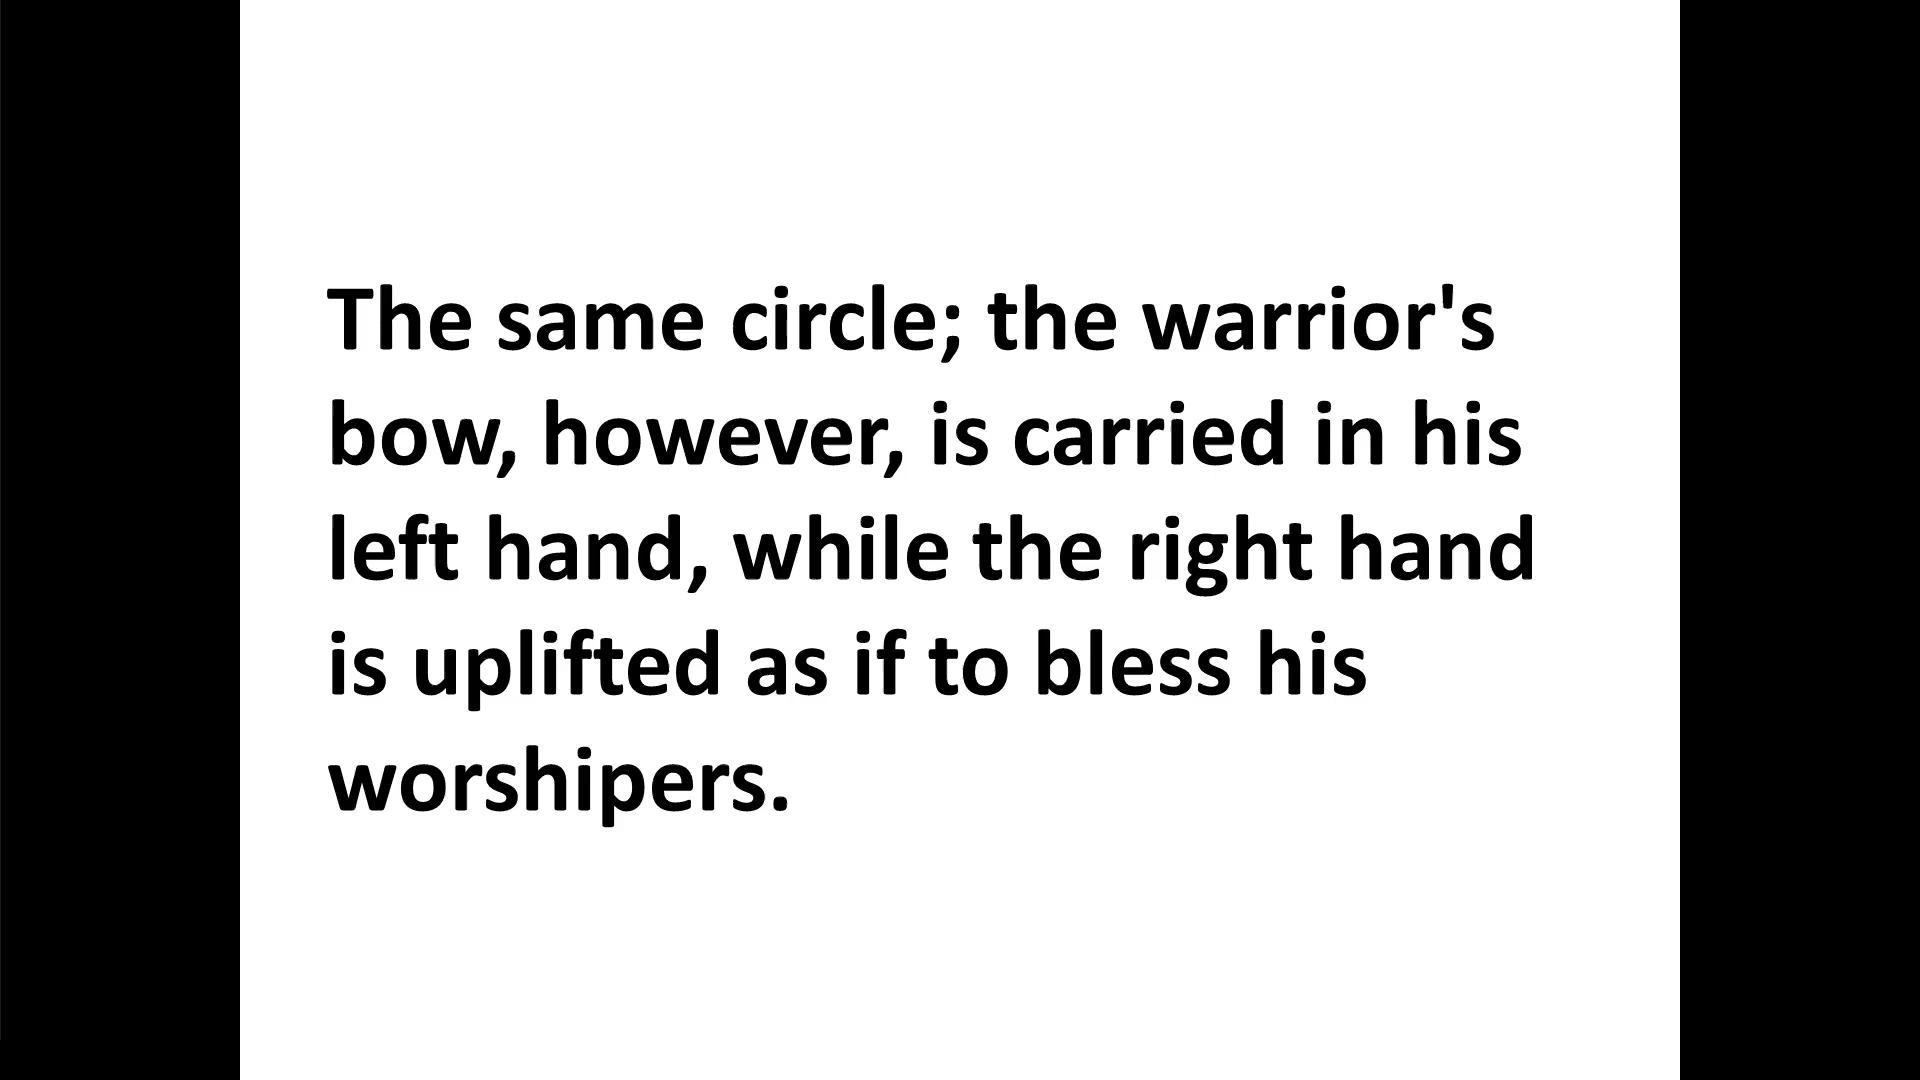 The same circle; the warrior's
bow, however, is carried in his
left hand, while the right hand
is uplifted as if to bless his
worshipers.